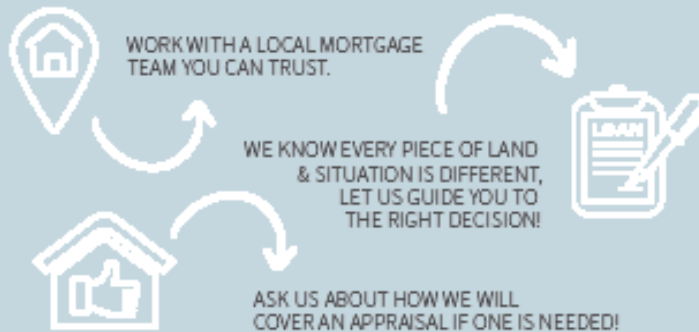 WORK WITH A LOCAL MORTGAGE
TEAM YOU CAN TRUST.
LOAN
WE KNOW EVERY PIECE OF LAND
& SITUATION IS DIFFERENT,
LET US GUIDE YOU TO
THE RIGHT DECISION!
ASK US ABOUT HOW WE WILL
COVER AN APPRAISAL IF ONE IS NEEDED!